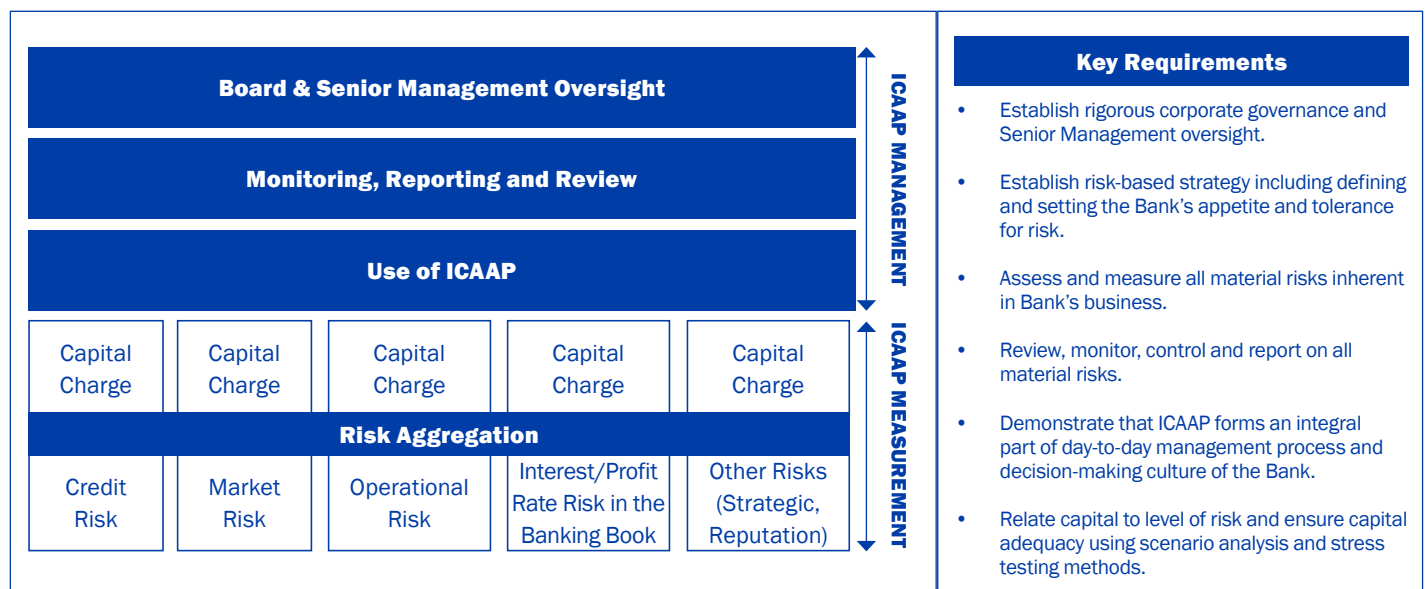 Board & Senior Management Oversight
Monitoring, Reporting and Review
Use of ICAAP
ICAAP MANAGEMENT
Capital
Charge
Capital
Charge
Capital
Charge
Capital
Charge
Capital
Charge
Risk Aggregation
Credit
Risk
Market
Risk
Operational
Risk
Interest/Profit
Rate Risk in the
Banking Book
Other Risks
(Strategic,
Reputation)
ICAAP MEASUREMENT
Key Requirements
• Establish rigorous corporate governance and
Senior Management oversight.
• Establish risk-based strategy including defining
and setting the Bank's appetite and tolerance
for risk.
• Assess and measure all material risks inherent
in Bank's business.
• Review, monitor, control and report on all
material risks.
• Demonstrate that ICAAP forms an integral
part of day-to-day management process and
decision-making culture of the Bank.
• Relate capital to level of risk and ensure capital
adequacy using scenario analysis and stress
testing methods.